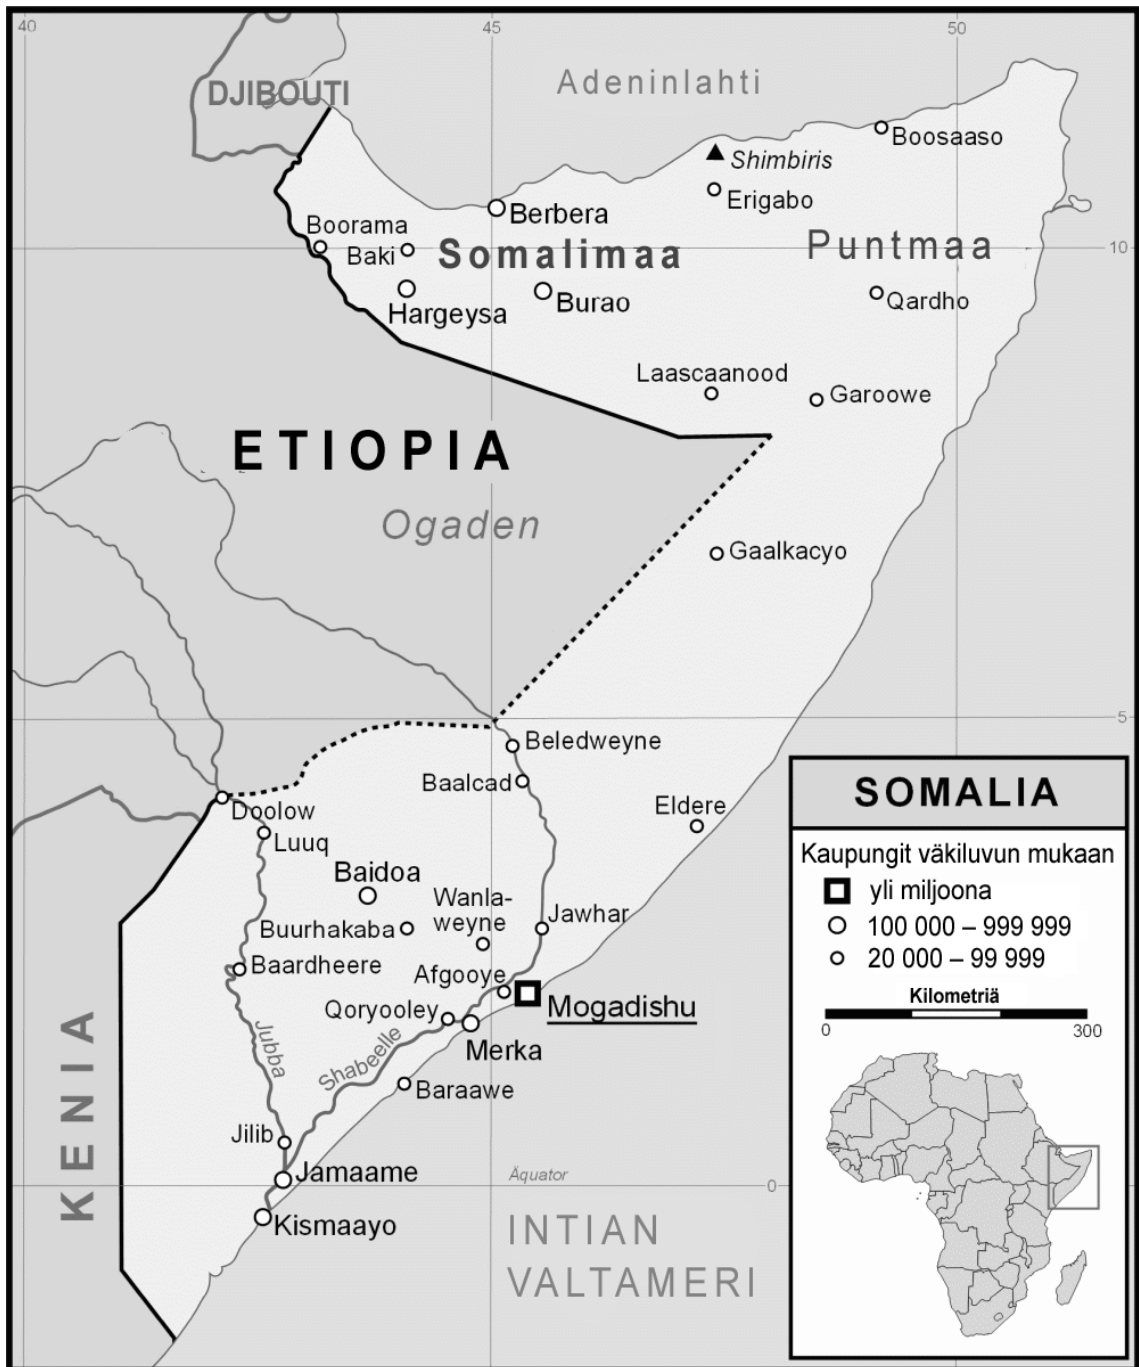 40
45
50
DJIBOUTI
Adeninlahti
Boosaaso
Shimbiris
Erigabo
Berbera
Boorama
Baki
Somalimaa
Puntmaa
10
Hargeysa
Burao
Qardho
Laascaanood
Garoowe
ETIOPIA
Ogaden
Gaalkacyo
5
Beledweyne
Baalcad
Eldere
Doolow
Luuq
Baidoa
Wanla-
weyne
Jawhar
Buurhakaba
Baardheere
Afgooye
Qoryooley
Mogadishu
Merka
Jubba
Shabeelle
Baraawe
KENIA
Jilib
Jamaame
Äquator
0
Kismaayo
INTIAN
VALTAMERI
SOMALIA
Kaupungit väkiluvun mukaan
yli miljoona
100 000 – 999 999
20 000 – 99 999
Kilometriä
0
300